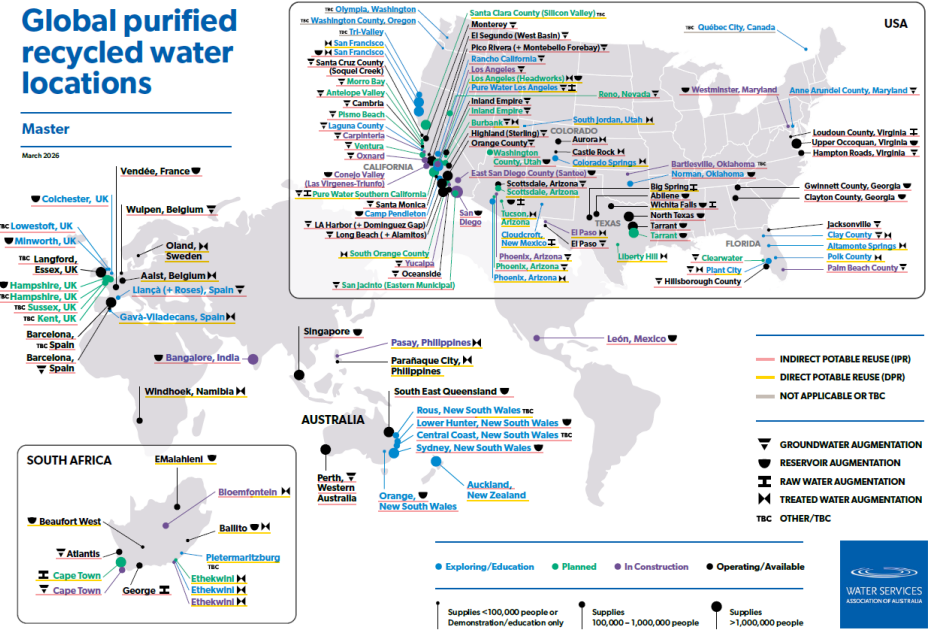 Global purified
recycled water
locations
Master
March 2026
USA
TBC Olympia, Washington
TBC Washington County, Oregon
TBC Tri-Valley
San Francisco
San Francisco
Santa Cruz County
(Soquel Creek)
Morro Bay
Antelope Valley
Cambria
Pismo Beach
Laguna County
Carpinteria
Ventura
Oxnard
CALIFORNIA
Conejo Valley
(Las Virgenes-Triunfo)
Pure Water Southern California
Santa Monica
Camp Pendleton
LA Harbor (+ Dominguez Gap)
Long Beach ( + Alamitos)
South Orange County
Yucaipa
Oceanside
San Jacinto (Eastern Municipal)
Santa Clara County (Silicon Valley) TBC
Monterey
El Segundo (West Basin)
Pico Rivera (+ Montebello Forebay)
Rancho California
Los Angeles
Los Angeles (Headworks)
Pure Water Los Angeles
Inland Empire
Inland Empire
Burbank
Highland (Sterling)
Orange County
Washington
County, Utah
East San Diego County (Santee)
Scottsdale, Arizona
Scottsdale, Arizona
San
Diego
Tucson,
Arizona
Cloudcroft,
New Mexico
Phoenix, Arizona
Phoenix, Arizona
Phoenix, Arizona
Reno, Nevada
South Jordan, Utah
COLORADO
Aurora
Castle Rock
Colorado Springs
Big Spring
Abilene
Wichita Falls
North Texas
TEXAS
Tarrant
Tarrant
El Paso
El Paso
Liberty Hill
TBC Québec City, Canada
Westminster, Maryland
Anne Arundel County, Maryland
Loudoun County, Virginia
Upper Occoquan, Virginia
Hampton Roads, Virginia
Bartlesville, Oklahoma TBC
Norman, Oklahoma
Gwinnett County, Georgia
Clayton County, Georgia
Jacksonville
Clay County
FLORIDA
Altamonte Springs
Clearwater
Polk County
Plant City
Palm Beach County
Hillsborough County
Vendée, France
Colchester, UK
Wulpen, Belgium
TBC Lowestoft, UK
Minworth, UK
Oland,
Sweden
TBC Langford,
Essex, UK
Aalst, Belgium
Hampshire, UK
TBC Hampshire, UK
Llançà (+ Roses), Spain
TBC Sussex, UK
TBC Kent, UK
Gavà-Viladecans, Spain
Barcelona,
TBC Spain
Barcelona,
Spain
Bangalore, India
Windhoek, Namibia
Singapore
Pasay, Philippines
Parañaque City,
Philippines
León, Mexico
South East Queensland
AUSTRALIA
Rous, New South Wales TBC
Lower Hunter, New South Wales
Central Coast, New South Wales TBC
Sydney, New South Wales
Perth,
Western
Australia
Orange,
New South Wales
Auckland,
New Zealand
SOUTH AFRICA
EMalahleni
Bloemfontein
Beaufort West
Ballito
Atlantis
Pietermaritzburg
TBC
Cape Town
Cape Town
George
Ethekwini
Ethekwini
Ethekwini
INDIRECT POTABLE REUSE (IPR)
DIRECT POTABLE REUSE (DPR)
NOT APPLICABLE OR TBC
GROUNDWATER AUGMENTATION
RESERVOIR AUGMENTATION
RAW WATER AUGMENTATION
TREATED WATER AUGMENTATION
TBC OTHER/TBC
Exploring/Education
Planned
In Construction
Operating/Available
Supplies <100,000 people or
Demonstration/education only
Supplies
100,000 – 1,000,000 people
Supplies
>1,000,000 people
WATER SERVICES
ASSOCIATION OF AUSTRALIA